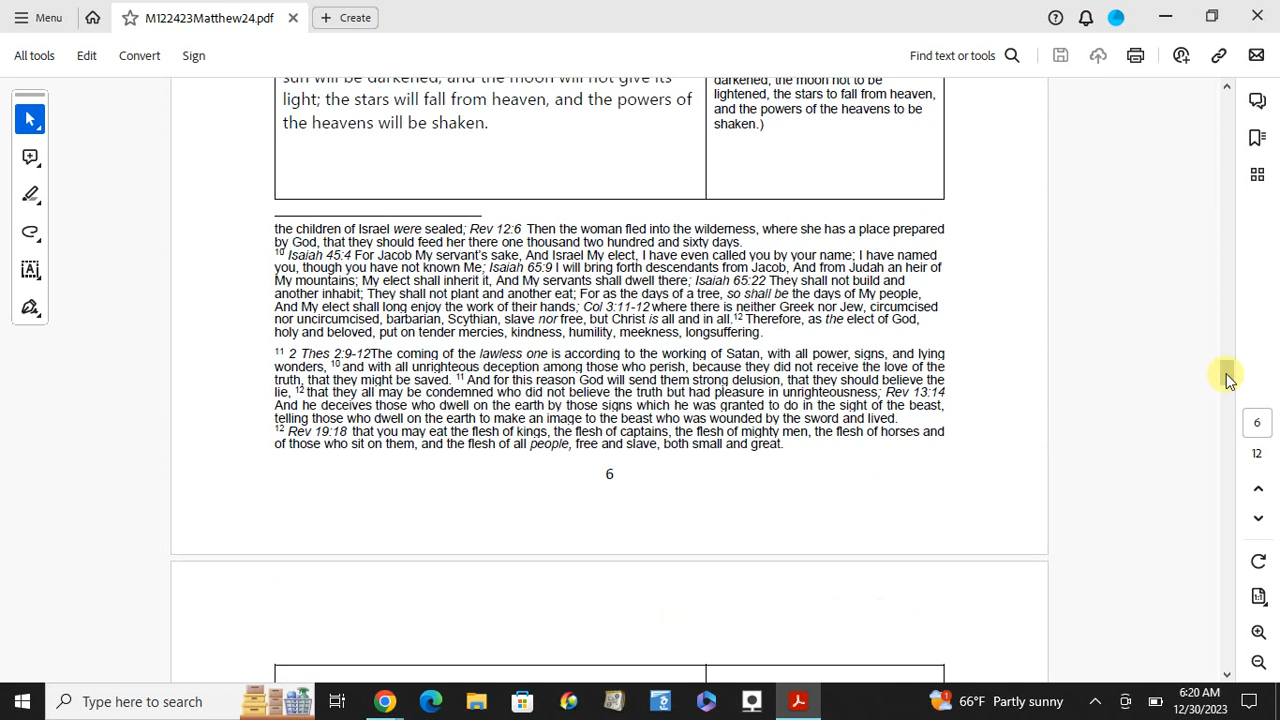 Menu
M122423Matthew24.pdf
Create
All tools
Edit
Convert
Sign
Find text or tools
sun will be darkened, and the moon will not give its
light; the stars will fall from heaven, and the powers of
the heavens will be shaken.
darkened, the moon not to be
lightened, the stars to fall from heaven,
and the powers of the heavens to be
shaken.)
the children of Israel were sealed; Rev 12:6 Then the woman fled into the wilderness, where she has a place prepared
by God, that they should feed her there one thousand two hundred and sixty days.
10 Isaiah 45:4 For Jacob My servant's sake, And Israel My elect, I have even called you by your name; I have named
you, though you have not known Me; Isaiah 65:9 I will bring forth descendants from Jacob, And from Judah an heir of
My mountains; My elect shall inherit it, And My servants shall dwell there; Isaiah 65:22 They shall not build and
another inhabit; They shall not plant and another eat; For as the days of a tree, so shall be the days of My people,
And My elect shall long enjoy the work of their hands; Col 3:11-12 where there is neither Greek nor Jew, circumcised
nor uncircumcised, barbarian, Scythian, slave nor free, but Christ is all and in all. 12 Therefore, as the elect of God,
holy and beloved, put on tender mercies, kindness, humility, meekness, longsuffering.
11 2 Thes 2:9-12The coming of the lawless one is according to the working of Satan, with all power, signs, and lying
wonders, 10 and with all unrighteous deception among those who perish, because they did not receive the love of the
truth, that they might be saved. 11 And for this reason God will send them strong delusion, that they should believe the
lie, 12 that they all may be condemned who did not believe the truth but had pleasure in unrighteousness; Rev 13:14
And he deceives those who dwell on the earth by those signs which he was granted to do in the sight of the beast,
telling those who dwell on the earth to make an image to the beast who was wounded by the sword and lived.
12 Rev 19:18 that you may eat the flesh of kings, the flesh of captains, the flesh of mighty men, the flesh of horses and
of those who sit on them, and the flesh of all people, free and slave, both small and great.
6
6
12
1:1
Type here to search
66°F Partly sunny
6:20 AM
12/30/2023